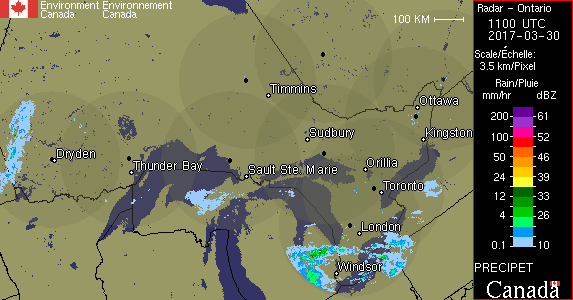 Environment Environnement
Canada Canada
100 KM
Timmins
Ottawa
Sudbury
Kingston
Dryden
Thunder Bay
Sault Ste. Marie
Orillia
Toronto
London
Windsor
Radar - Ontario
1100 UTC
2017-03-30
Scale/Échelle:
3.5 km/Pixel
Rain/Pluie
mm/hr dBZ
200 61
100 52
50 46
24 39
12 33
4 26
0.1 10
PRECIPET
Canada